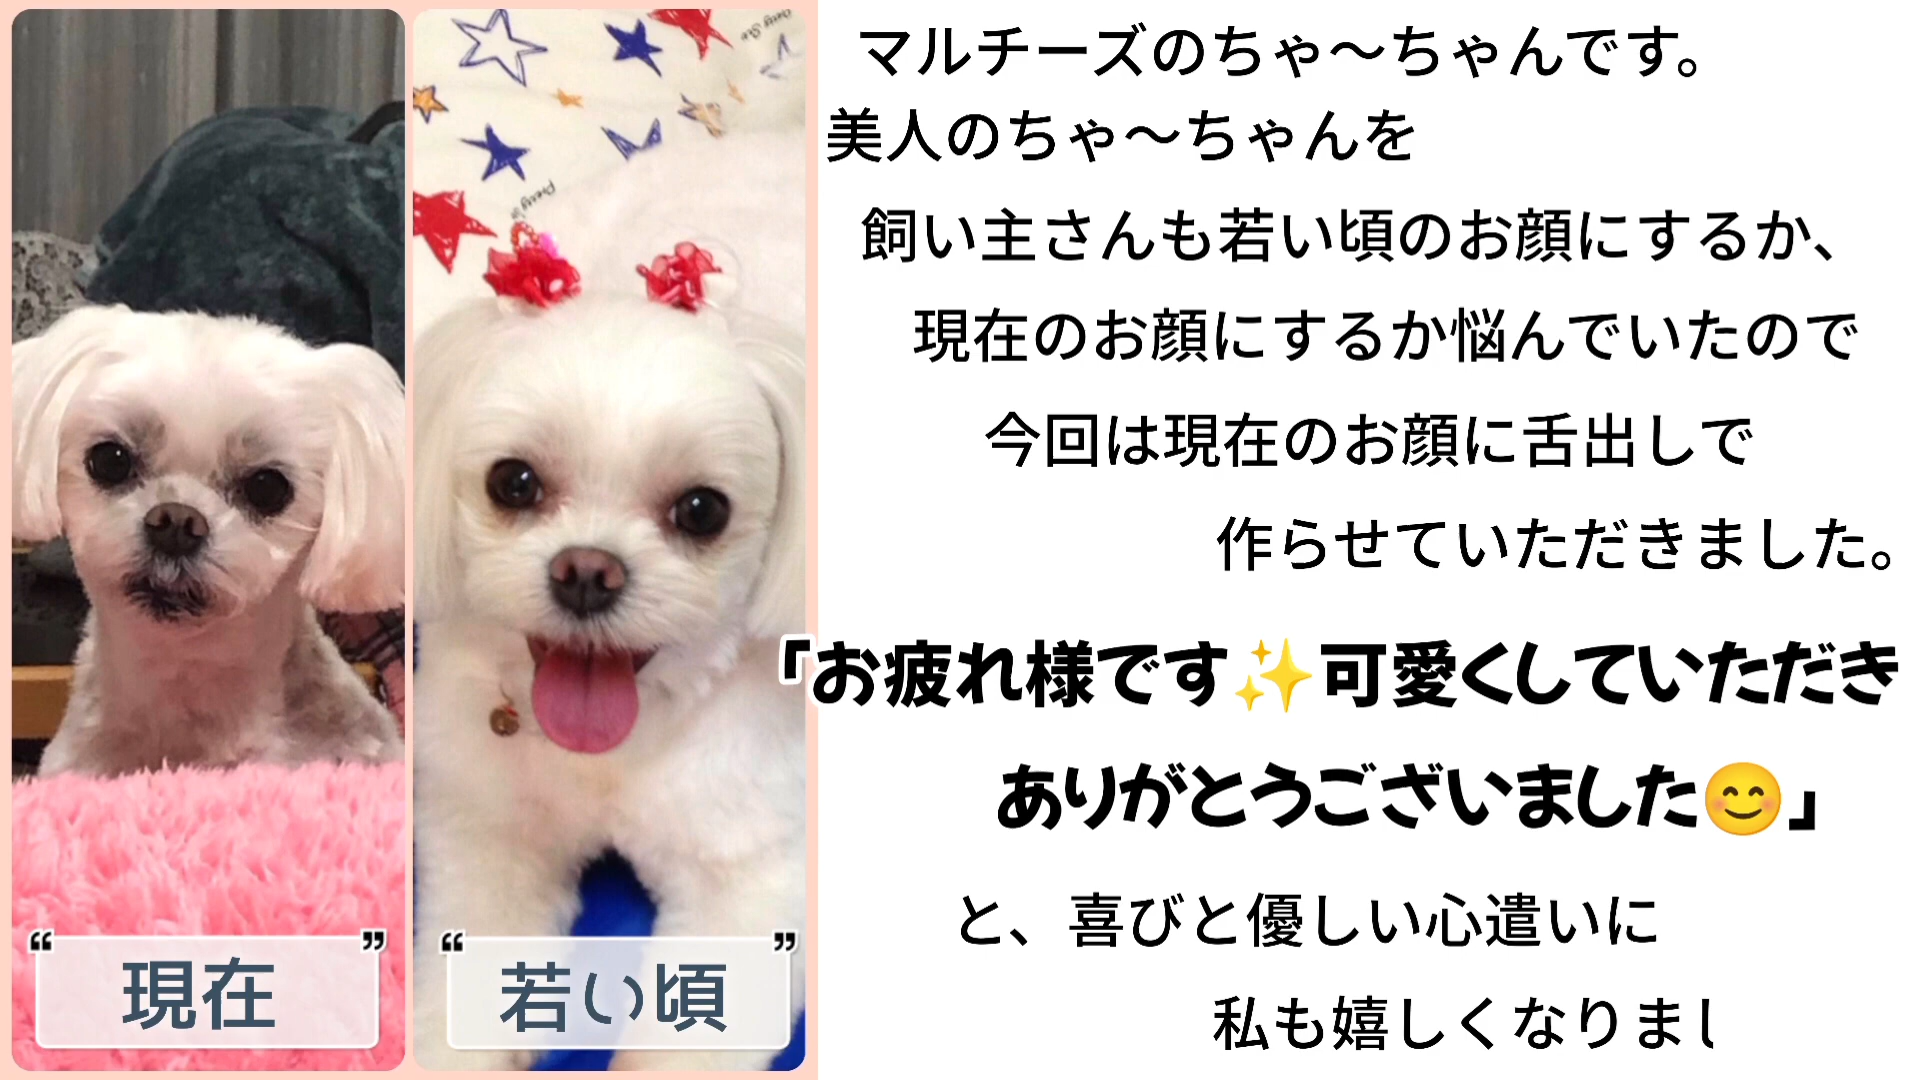 マルチーズのちゃ〜ちゃんです。
美人のちゃ〜ちゃんを
飼い主さんも若い頃のお顔にするか、
現在のお顔にするか悩んでいたので
今回は現在のお顔に舌出しで
作らせていただきました。
「お疲れ様です✨可愛くしていただき
ありがとうございました😊」
と、喜びと優しい心遣いに
私も嬉しくなりまし
“現在”
“若い頃”